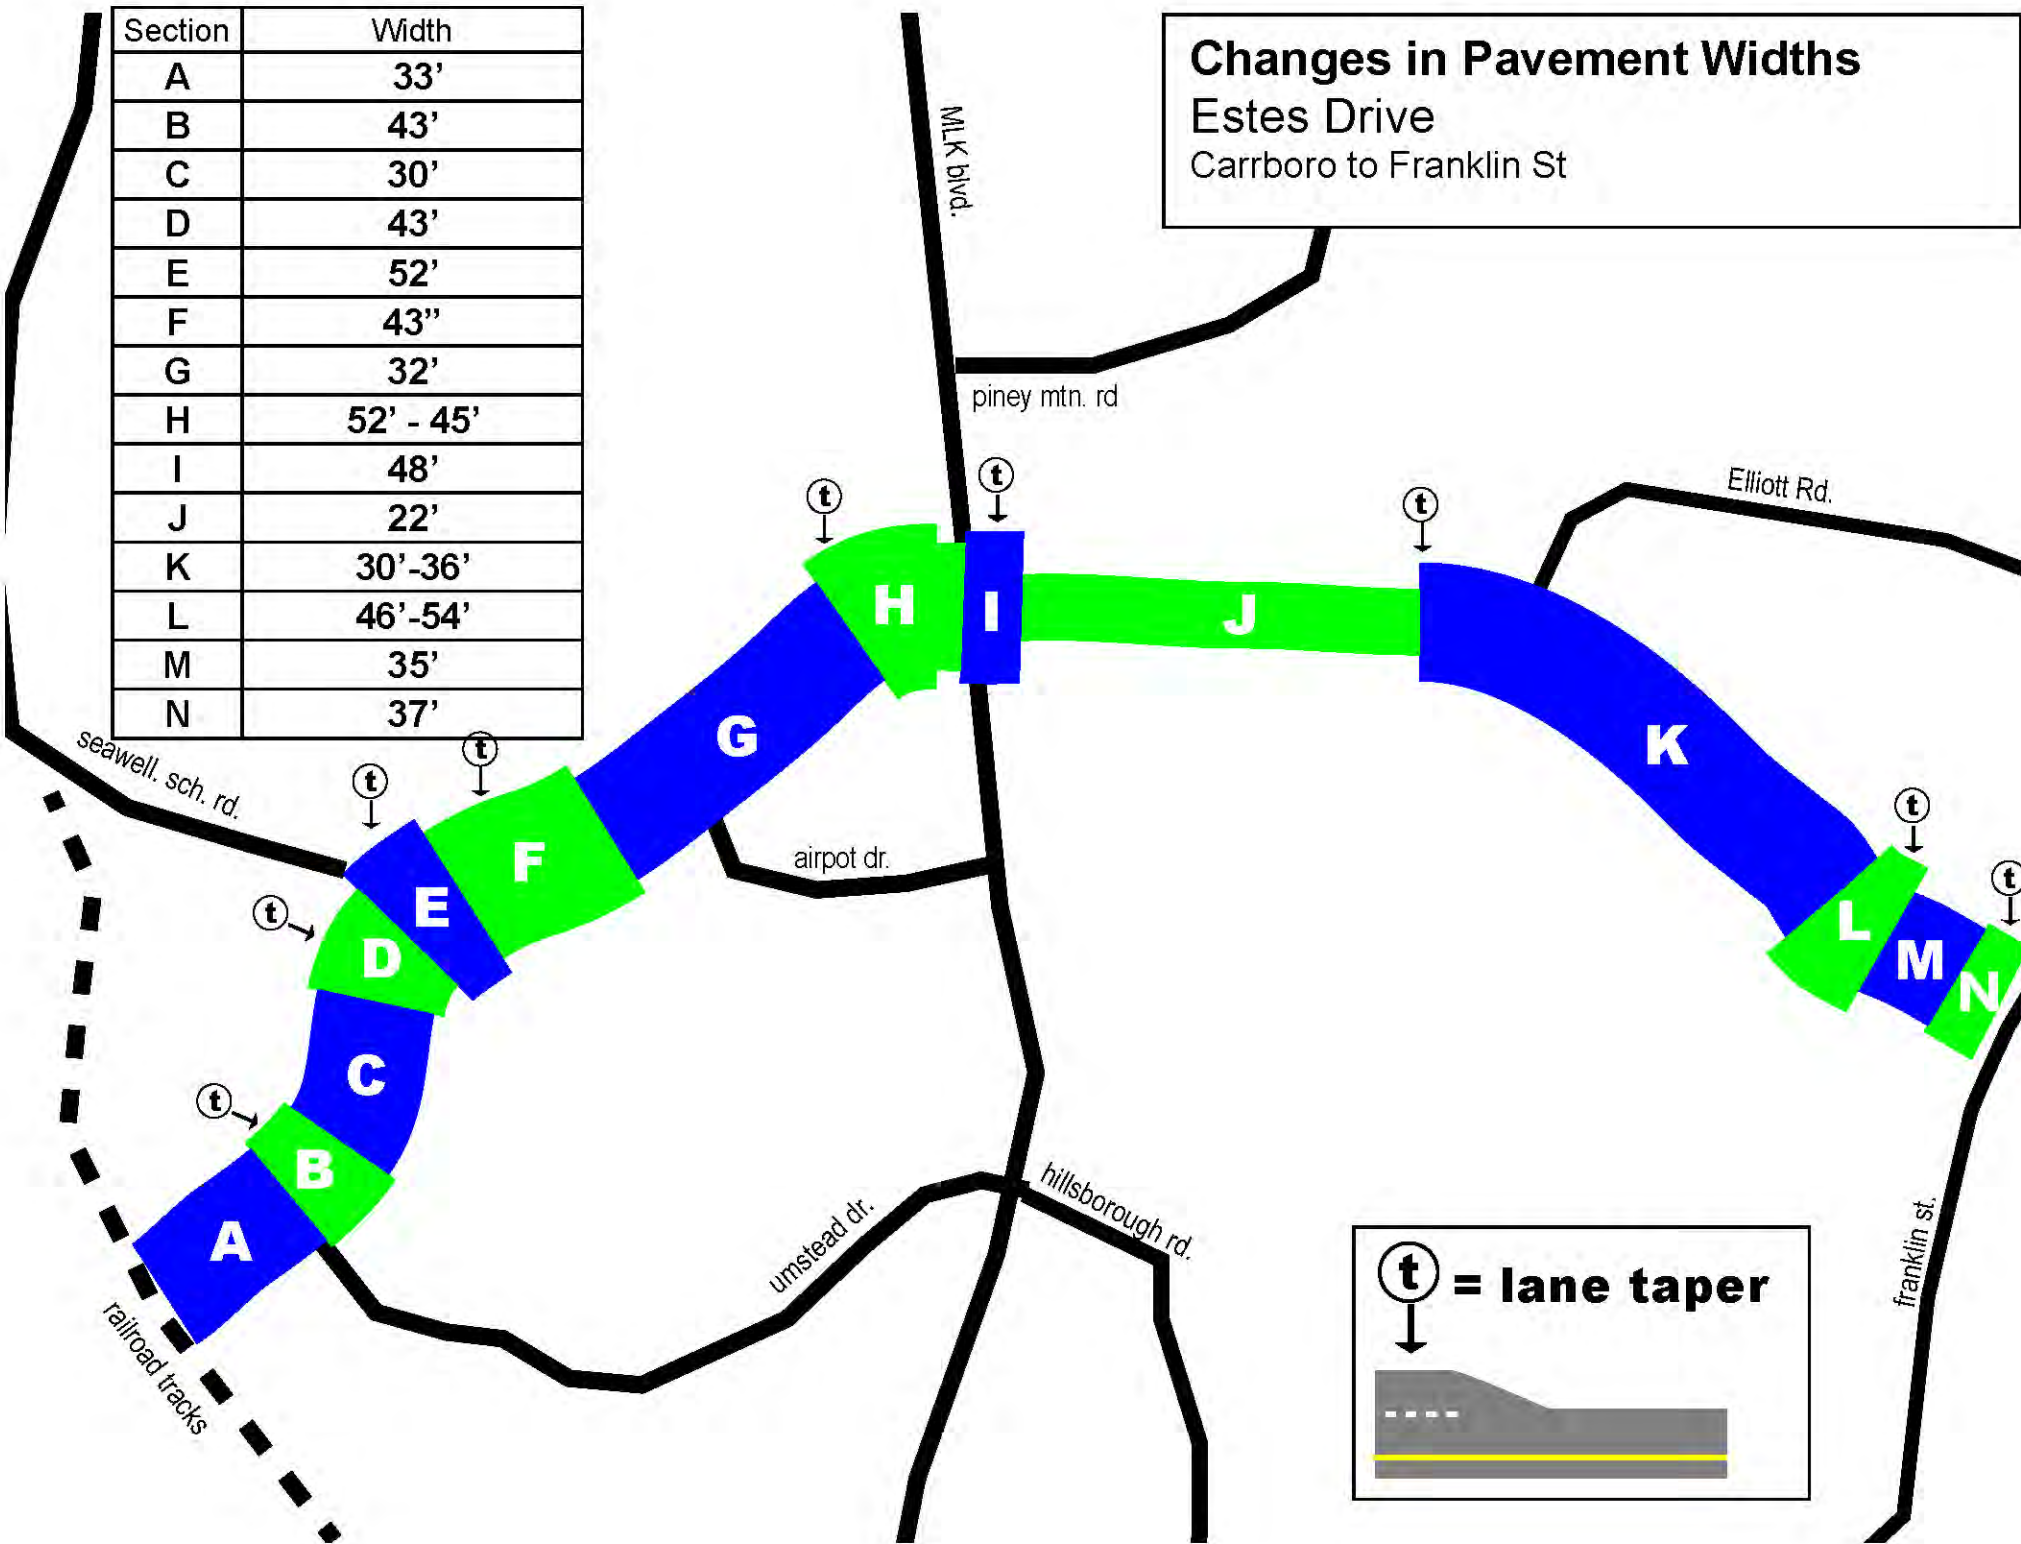 Section Width
A 33’
B 43’
C 30’
D 43’
E 52’
F 43”
G 32’
H 52’ - 45’
I 48’
J 22’
K 30’-36’
L 46’-54’
M 35’
N 37’
Changes in Pavement Widths
Estes Drive
Carrboro to Franklin St
MLK blvd.
piney mtn. rd
Elliott Rd.
t
t
t
H
I
J
K
G
seawell. sch. rd.
t
t
t
t
airpot dr.
F
E
D
t
L
M
N
C
t
B
A
hillsborough rd.
umstead dr.
franklin st.
railroad tracks
t = lane taper